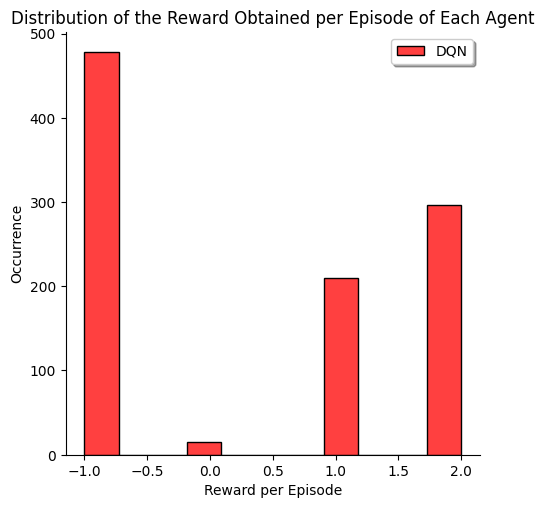 Distribution of the Reward Obtained per Episode of Each Agent
DQN
500
400
300
200
100
0
Occurrence
−1.0 −0.5 0.0 0.5 1.0 1.5 2.0
Reward per Episode